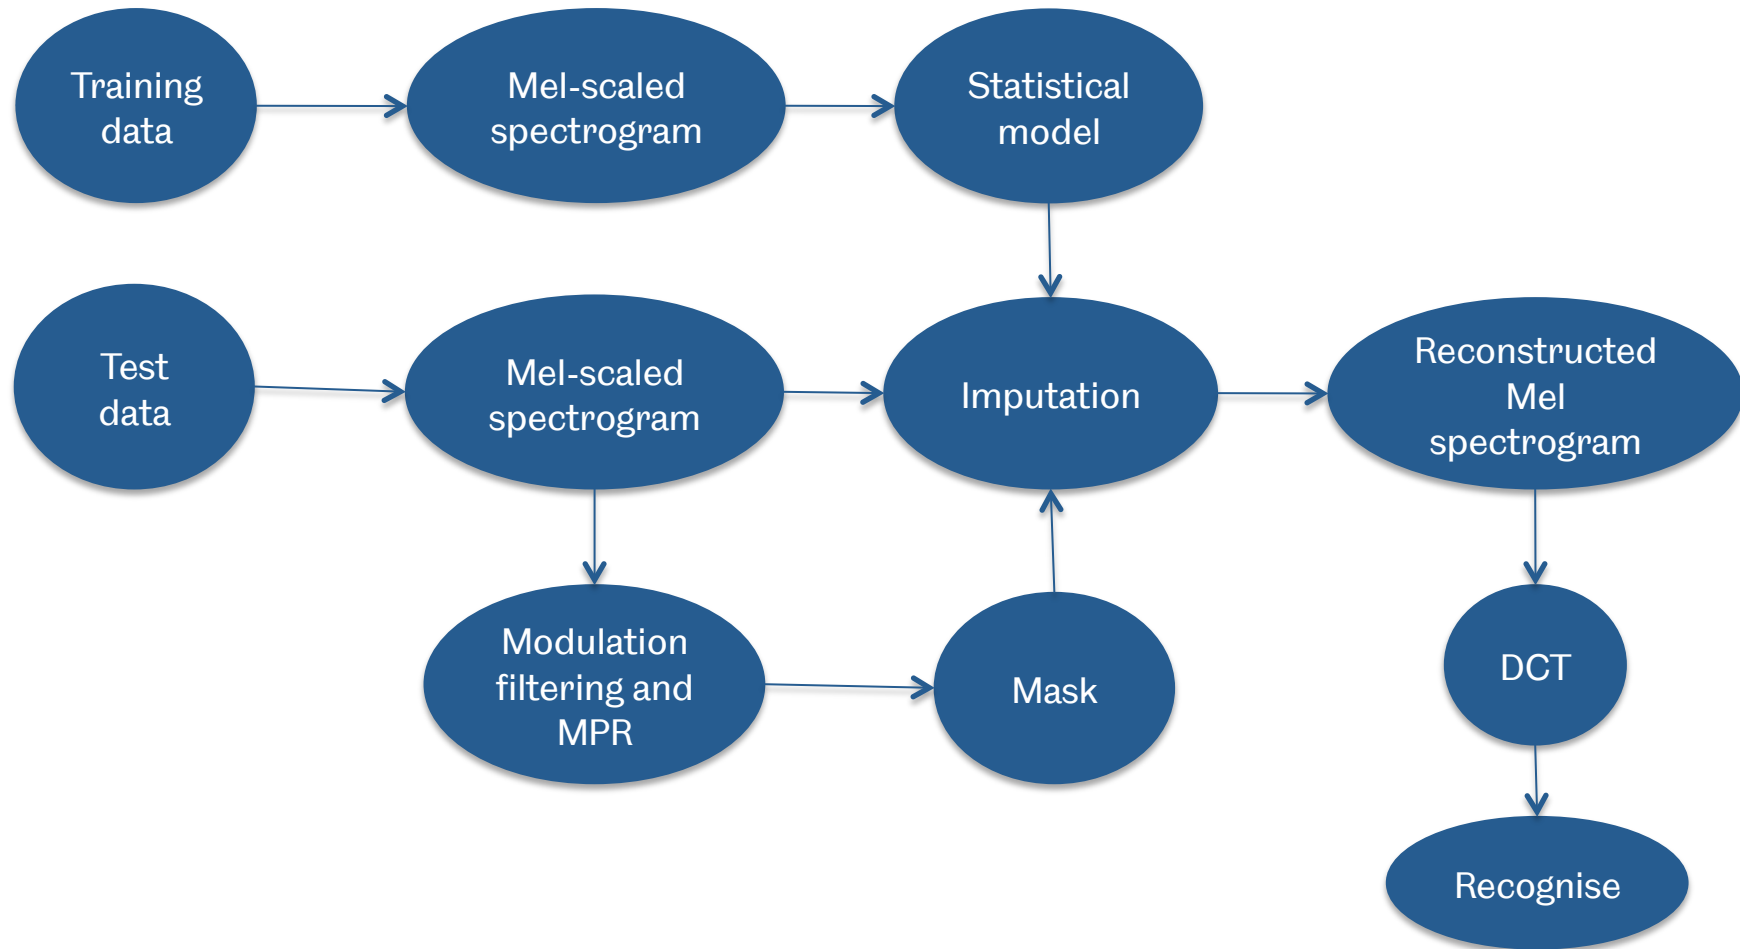 Training
data
Mel-scaled
spectrogram
Statistical
model
Test
data
Mel-scaled
spectrogram
Imputation
Reconstructed
Mel
spectrogram
Modulation
filtering and
MPR
Mask
DCT
Recognise